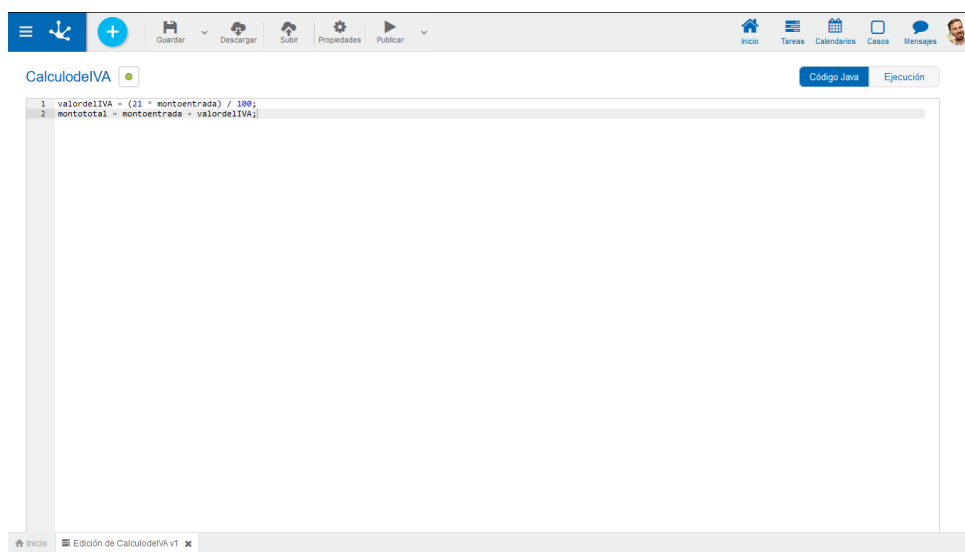 Guardar
Descargar
Subir
Propiedades
Publicar
Inicio
Tareas
Calendarios
Casos
Mensajes
CalculodeIVA
Código Java
Ejecución
1 valordelIVA = (21 * montoentrada) / 100;
2 montototal = montoentrada + valordelIVA;
Inicio
Edición de CalculodeIVA v1